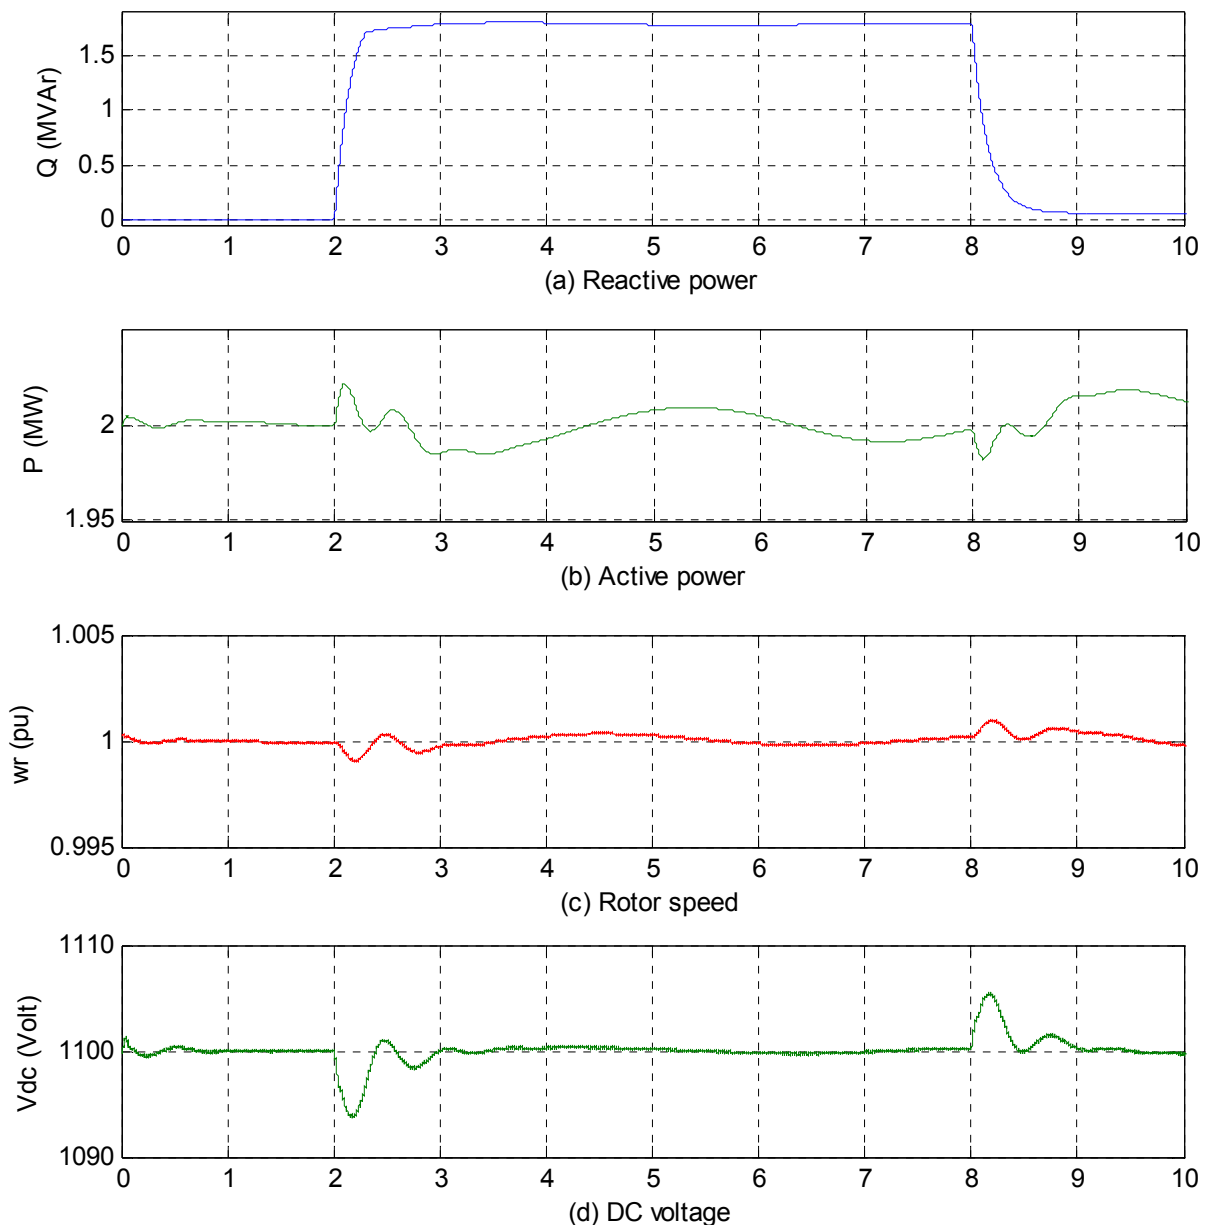 Q (MVAr)
1.5
1
0.5
0
0 1 2 3 4 5 6 7 8 9 10
(a) Reactive power
P (MW)
2
1.95
0 1 2 3 4 5 6 7 8 9 10
(b) Active power
wr (pu)
1.005
1
0.995
0 1 2 3 4 5 6 7 8 9 10
(c) Rotor speed
Vdc (Volt)
1110
1100
1090
0 1 2 3 4 5 6 7 8 9 10
(d) DC voltage